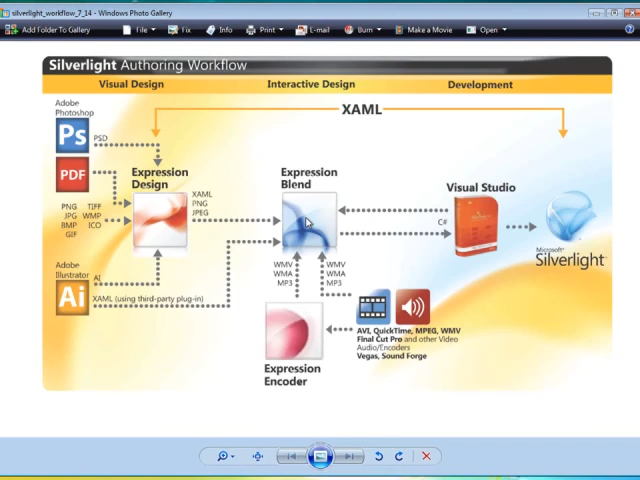 silverlight_workflow_7_14 - Windows Photo Gallery
Add Folder To Gallery File Fix Info Print E-mail Burn Make a Movie Open
Silverlight Authoring Workflow
Visual Design Interactive Design Development
XAML
Adobe
Photoshop
Ps
PSD
PDF
PNG TIFF
JPG WMP
BMP ICO
GIF
Expression
Design
XAML
PNG
JPEG
Expression
Blend
Visual Studio
C#
Microsoft®
Silverlight™
Adobe
Illustrator
AI
Ai
XAML (using third-party plug-in)
WMV
WMA
MP3
WMV
WMA
MP3
AVI, QuickTime, MPEG, WMV
Final Cut Pro and other Video
Audio/Encoders
Vegas, Sound Forge
Expression
Encoder